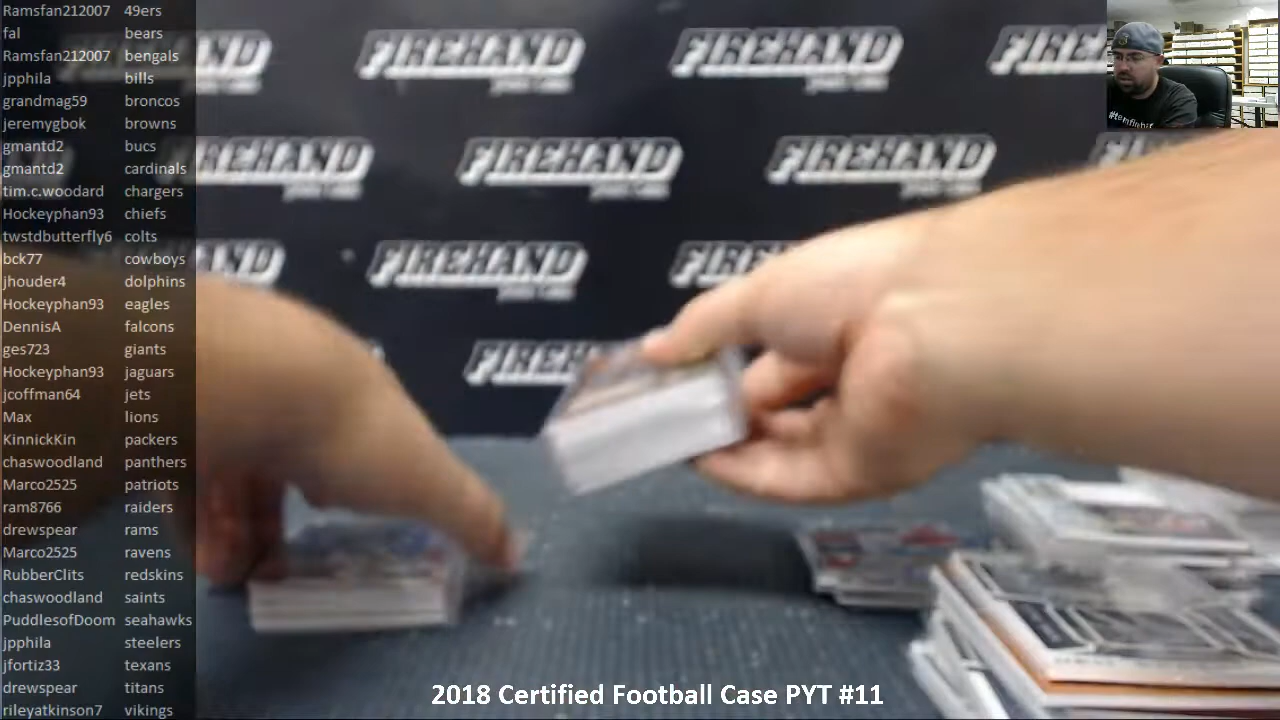 Ramsfan212007 49ers
fal bears
Ramsfan212007 bengals
jpphila bills
grandmag59 broncos
jeremygbok browns
gmantd2 bucs
gmantd2 cardinals
tim.c.woodard chargers
Hockeyphan93 chiefs
twstdbutterfly6 colts
bck77 cowboys
jhouder4 dolphins
Hockeyphan93 eagles
DennisA falcons
ges723 giants
Hockeyphan93 jaguars
jcoffman64 jets
Max lions
KinnickKin packers
chaswoodland panthers
Marco2525 patriots
ram8766 raiders
drewspear rams
Marco2525 ravens
RubberClits redskins
chaswoodland saints
PuddlesofDoom seahawks
jpphila steelers
jfortiz33 texans
drewspear titans
rileyatkinson7 vikings
FIREHAND FIREHAND
FIREHAND FIREHAND FIREHAND
FIREHAND
2018 Certified Football Case PYT #11